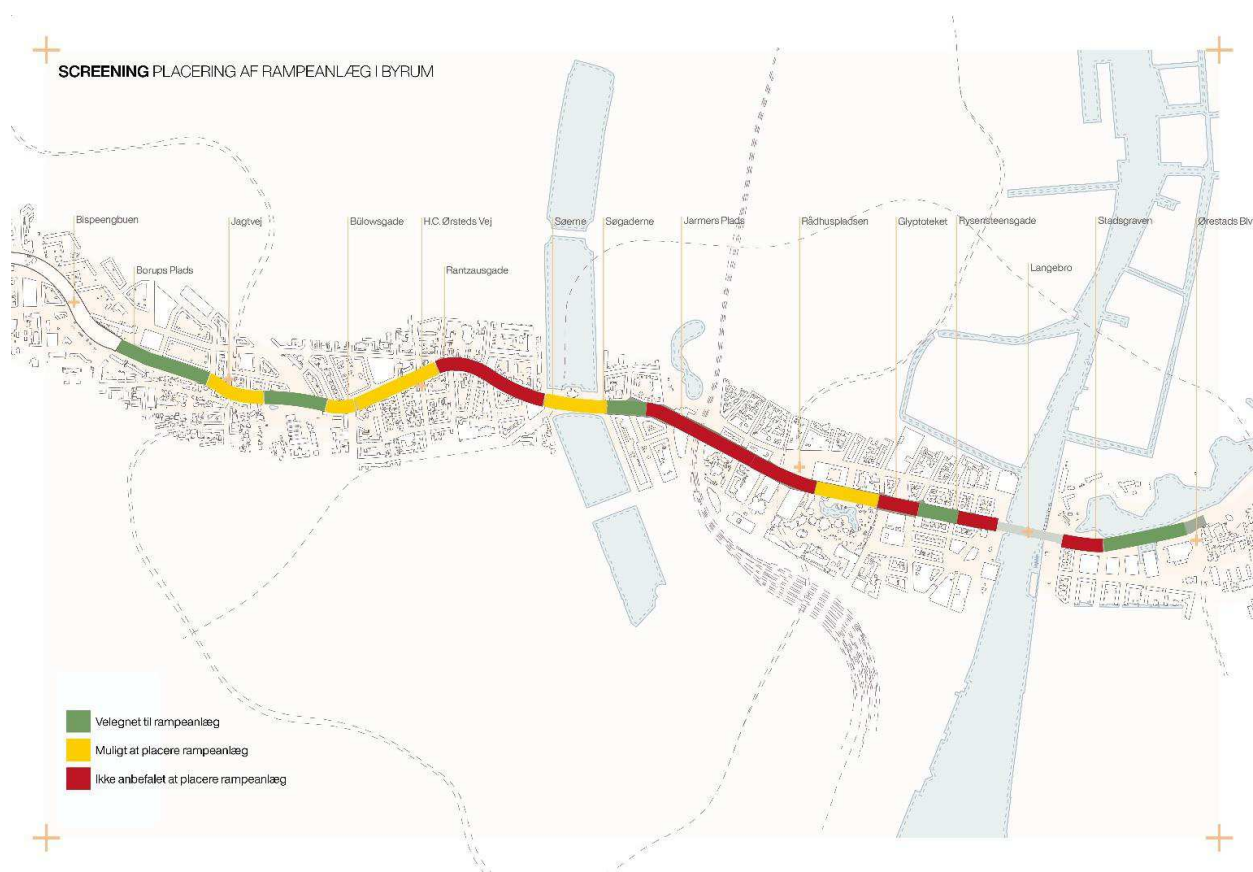 SCREENING PLACERING AF RAMPEANLÆG I BYRUM
Bispeengbuen
Jagtvej
Bülowsgade
H.C. Ørsteds Vej
Søerne
Søgaderne
Jarmers Plads
Rådhuspladsen
Glyptoteket
Rysensteensgade
Stadsgraven
Ørestads Blv
Borups Plads
Rantzausgade
Langebro
Velegnet til rampeanlæg
Muligt at placere rampeanlæg
Ikke anbefalet at placere rampeanlæg